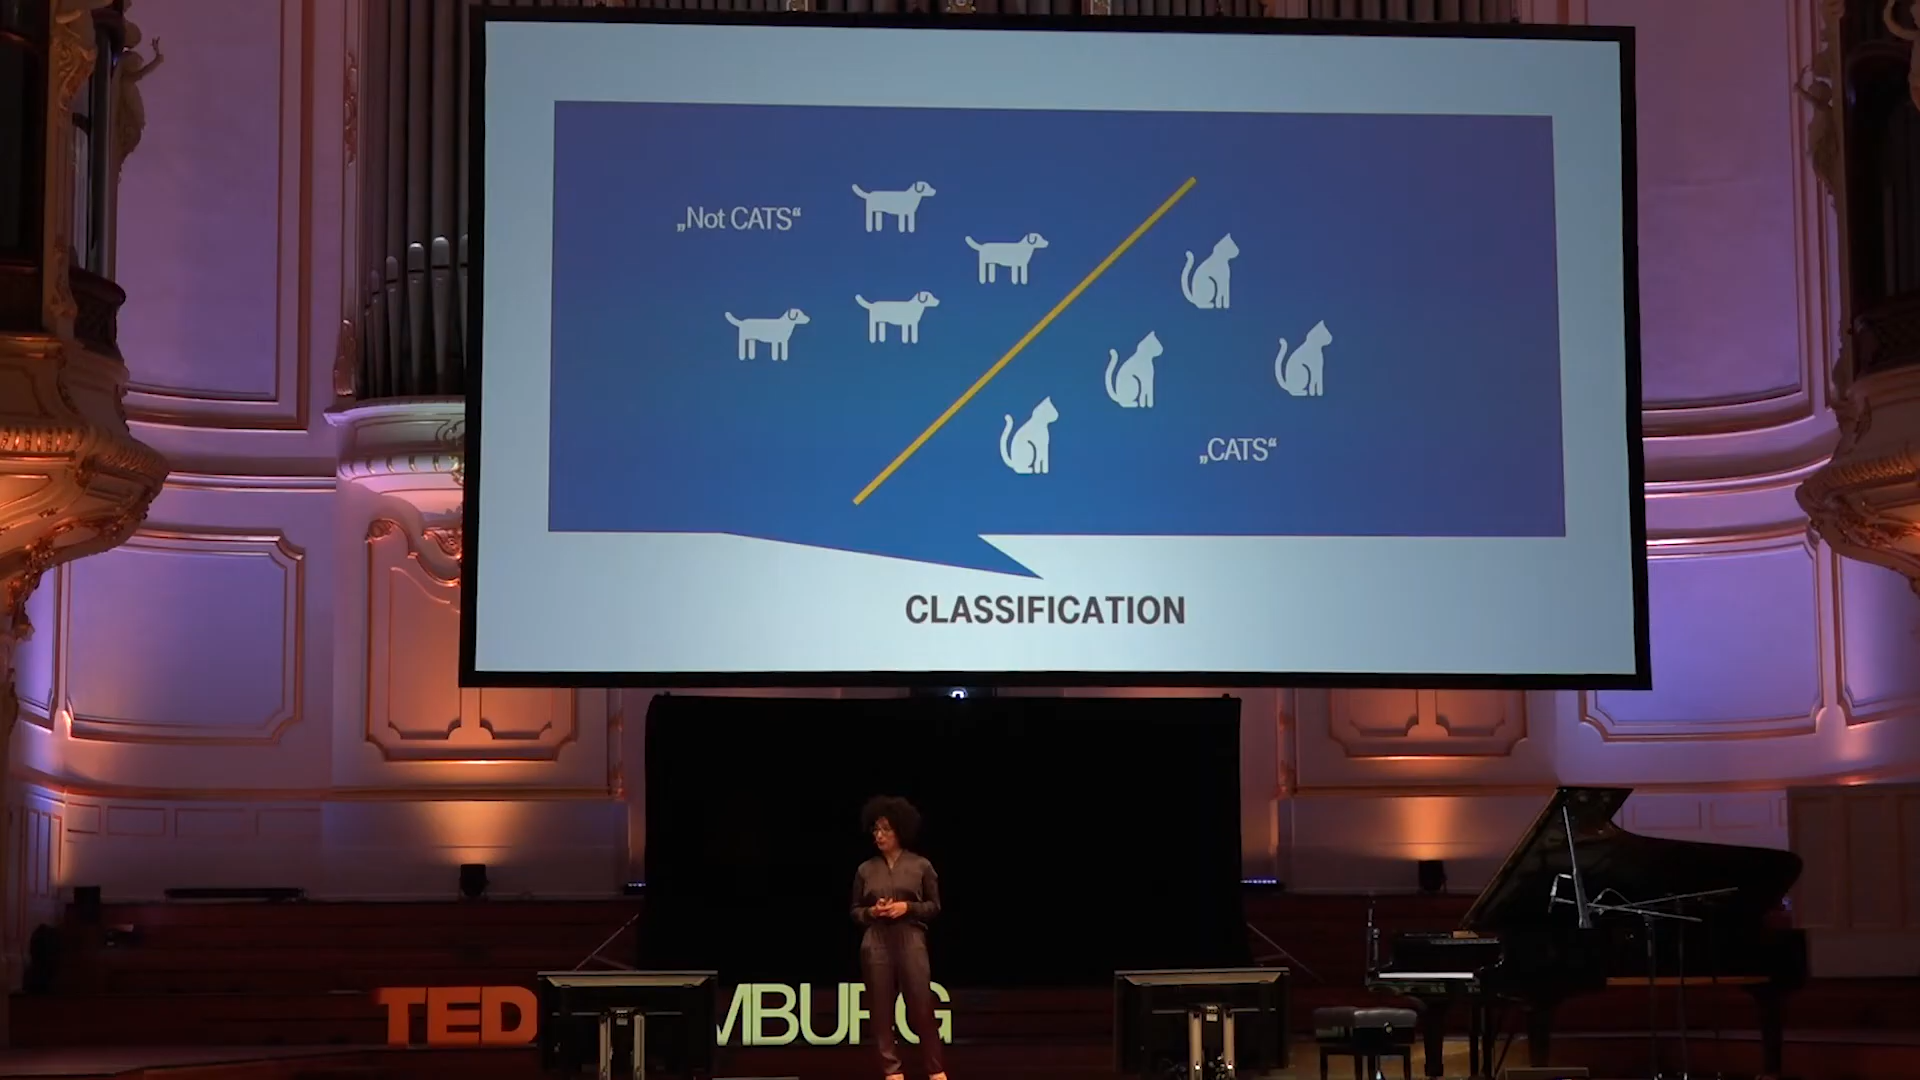 „Not CATS“
„CATS“
CLASSIFICATION
TED
MBURG